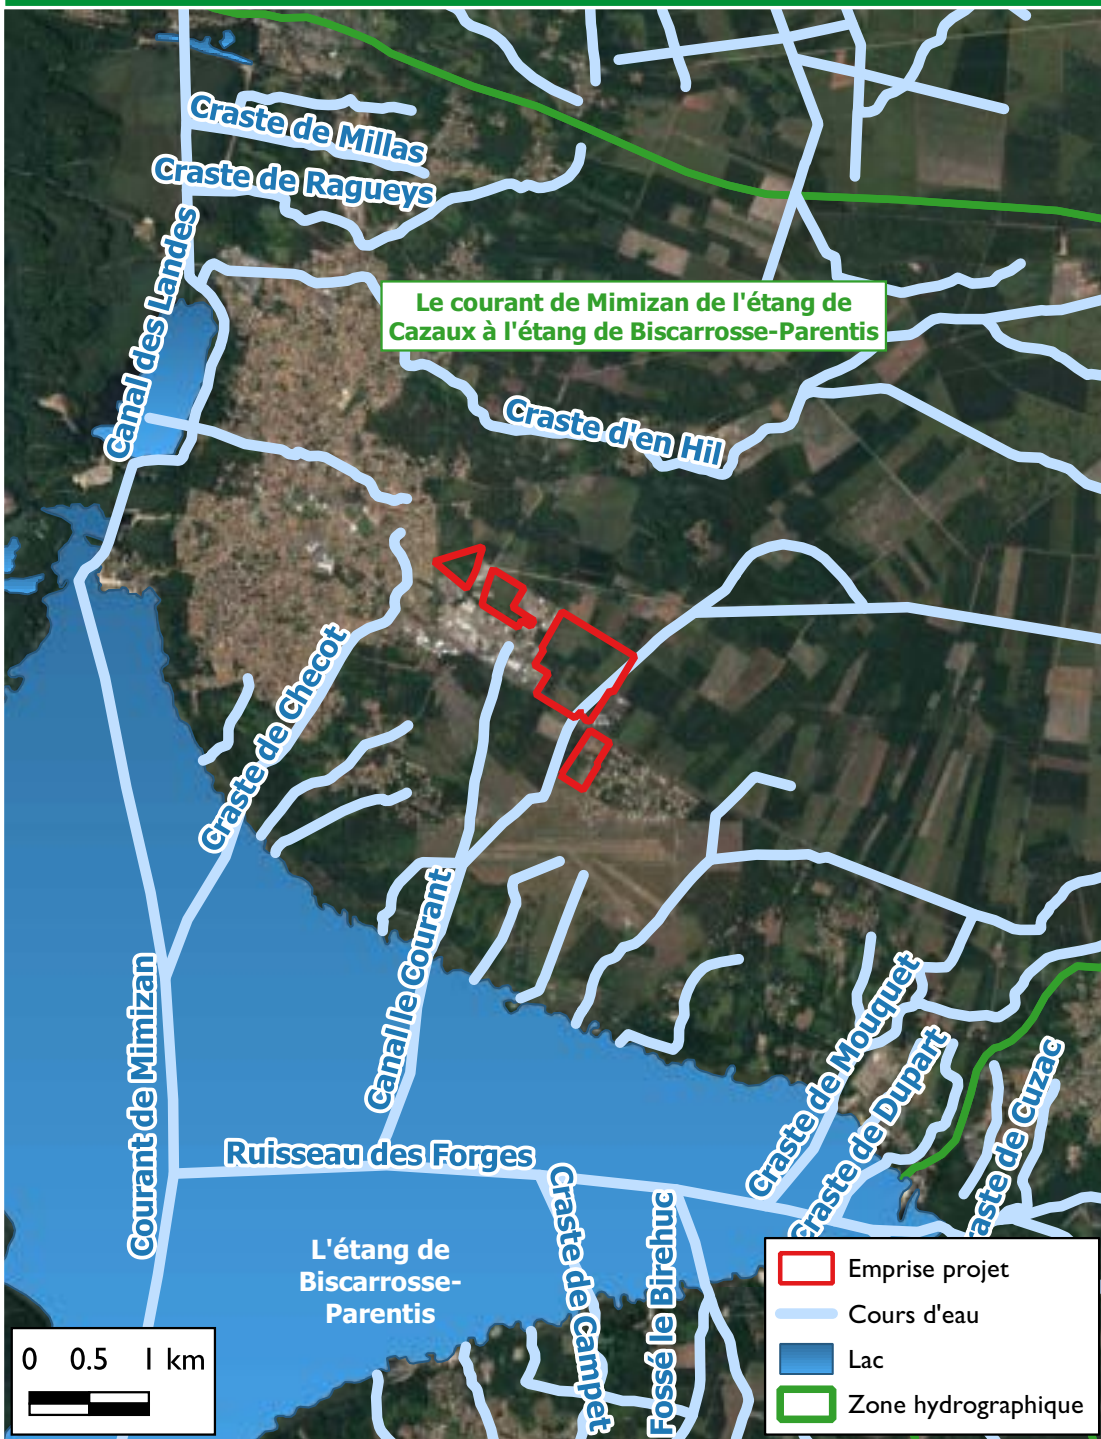 Craste de Millas
Craste de Ragueys
Canal des Landes
Le courant de Mimizan de l'étang de
Cazaux à l'étang de Biscarrosse-Parentis
Craste d'en Hil
Craste de Checot
Canaille Courant
Courant de Mimizan
Ruisseau des Forges
Craste de Mouquet
Craste de Dupart
raste de Cuzac
Craste de Campet
Fossé le Birehuc
L'étang de
Biscarrosse-
Parentis
0 0.5 1 km
Emprise projet
Cours d'eau
Lac
Zone hydrographique